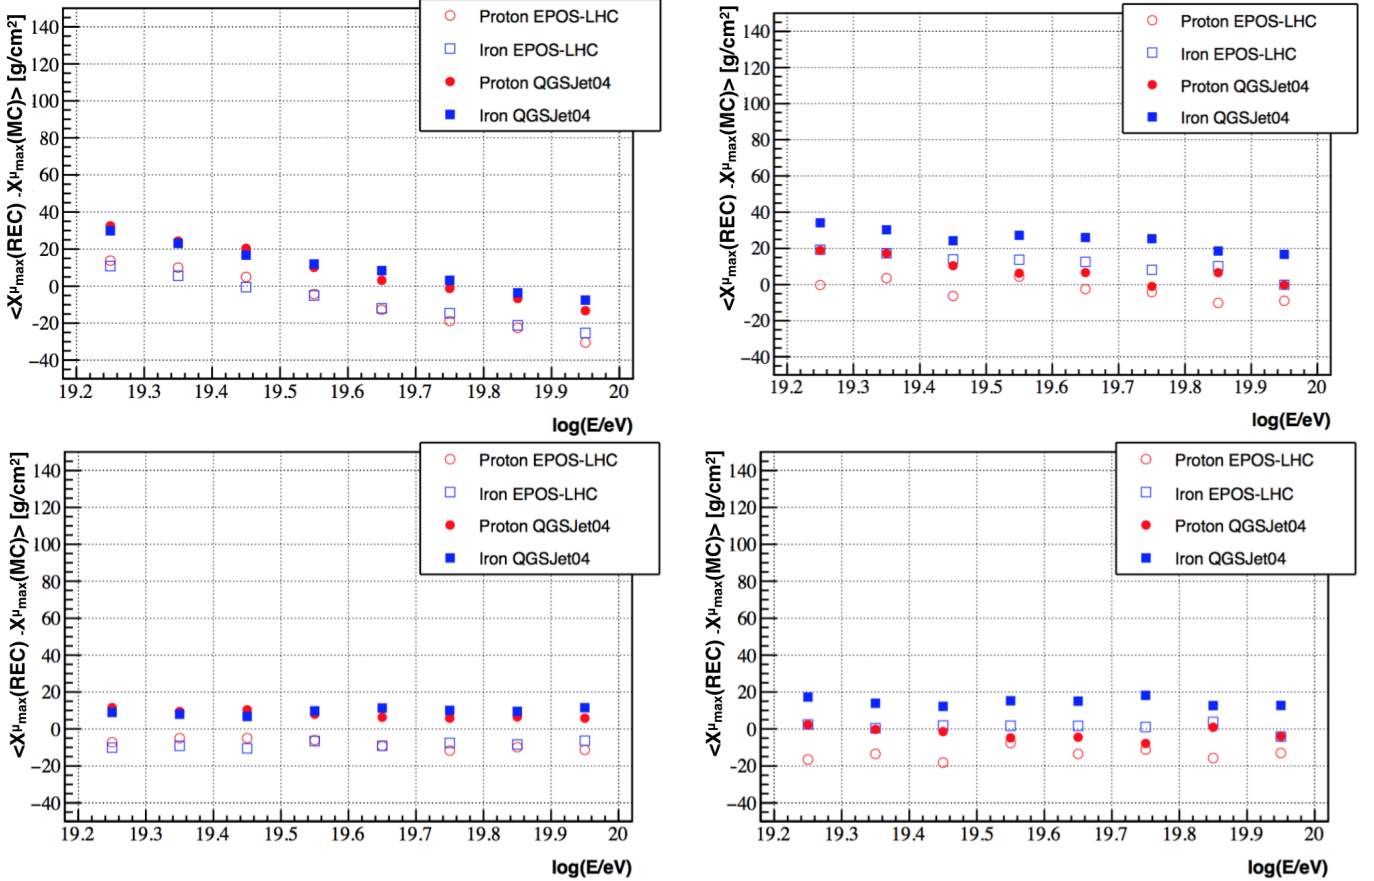 <Xᵘmax(REC) -Xᵘmax(MC)> [g/cm²]
140
120
100
80
60
40
20
0
−20
−40
Proton EPOS-LHC
Iron EPOS-LHC
Proton QGSJet04
Iron QGSJet04
19.2 19.3 19.4 19.5 19.6 19.7 19.8 19.9 20
log(E/eV)
<Xᵘmax(REC) -Xᵘmax(MC)> [g/cm²]
140
120
100
80
60
40
20
0
−20
−40
Proton EPOS-LHC
Iron EPOS-LHC
Proton QGSJet04
Iron QGSJet04
19.2 19.3 19.4 19.5 19.6 19.7 19.8 19.9 20
log(E/eV)
<Xᵘmax(REC) -Xᵘmax(MC)> [g/cm²]
140
120
100
80
60
40
20
0
−20
−40
Proton EPOS-LHC
Iron EPOS-LHC
Proton QGSJet04
Iron QGSJet04
19.2 19.3 19.4 19.5 19.6 19.7 19.8 19.9 20
log(E/eV)
<Xᵘmax(REC) -Xᵘmax(MC)> [g/cm²]
140
120
100
80
60
40
20
0
−20
−40
Proton EPOS-LHC
Iron EPOS-LHC
Proton QGSJet04
Iron QGSJet04
19.2 19.3 19.4 19.5 19.6 19.7 19.8 19.9 20
log(E/eV)